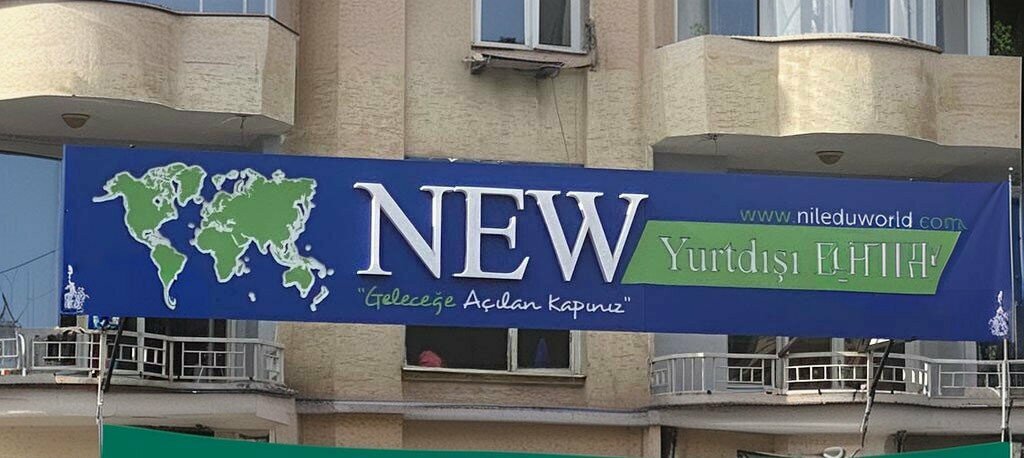 NEW
www.nileduworld.com
Yurtdışı
"Geleceğe Açılan Kapınız"